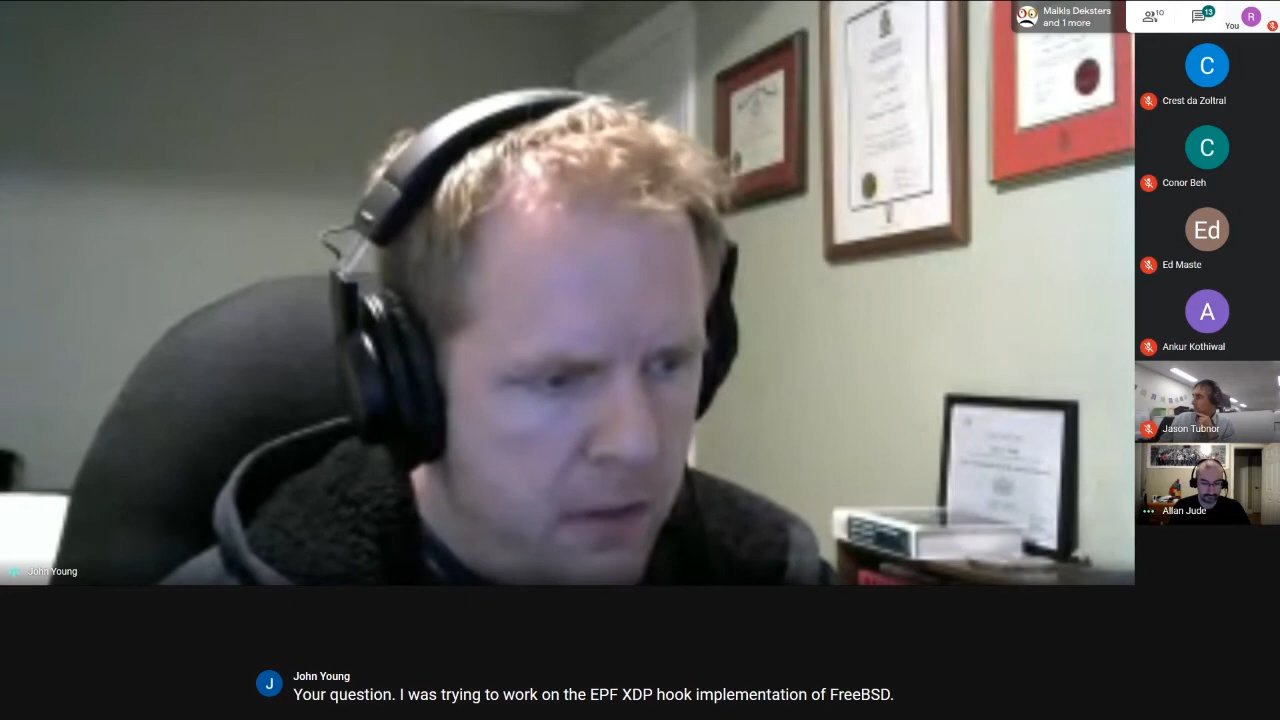 Maikls Deksters
and 1 more
10
13
You
R
C
Crest da Zoltral
C
Conor Beh
Ed
Ed Maste
A
Ankur Kothiwal
Jason Tubnor
Allan Jude
John Young
J
John Young
Your question. I was trying to work on the EPF XDP hook implementation of FreeBSD.